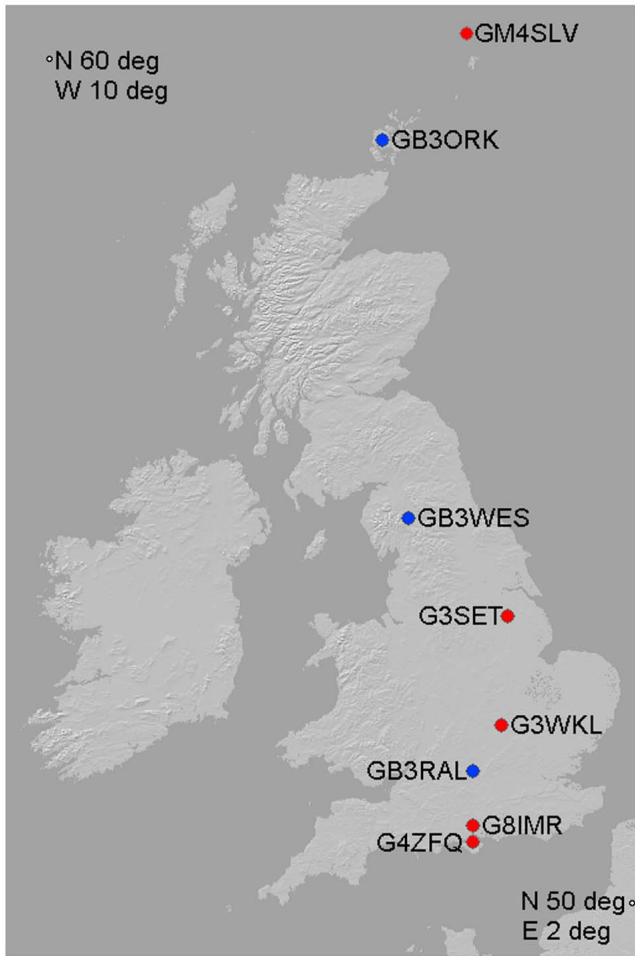 GM4SLV
N 60 deg
W 10 deg
GB3ORK
GB3WES
G3SET
G3WKL
GB3RAL
G8IMR
G4ZFQ
N 50 deg
E 2 deg